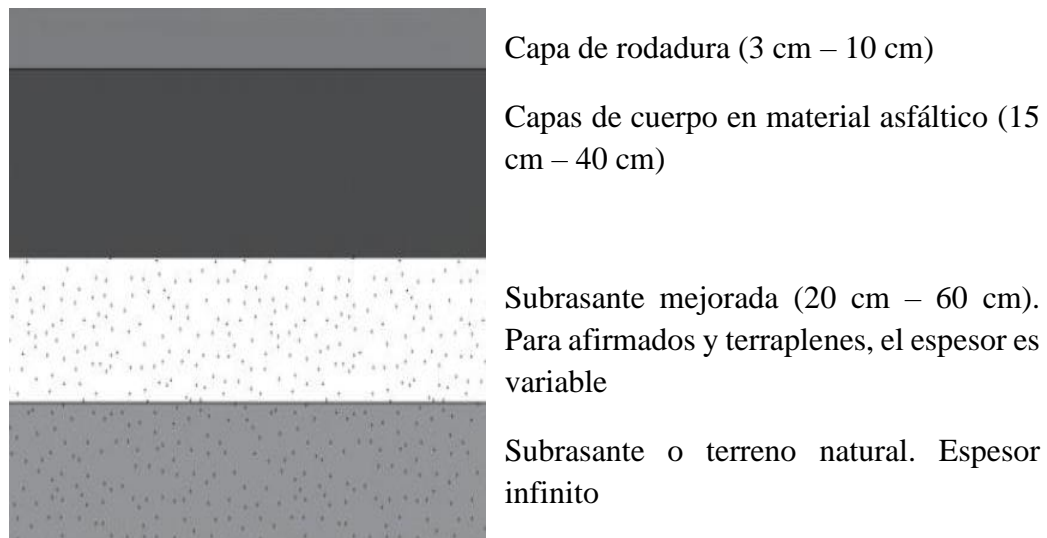 Capa de rodadura (3 cm – 10 cm)
Capas de cuerpo en material asfáltico (15
cm – 40 cm)
Subrasante mejorada (20 cm – 60 cm).
Para afirmados y terraplenes, el espesor es
variable
Subrasante o terreno natural. Espesor
infinito